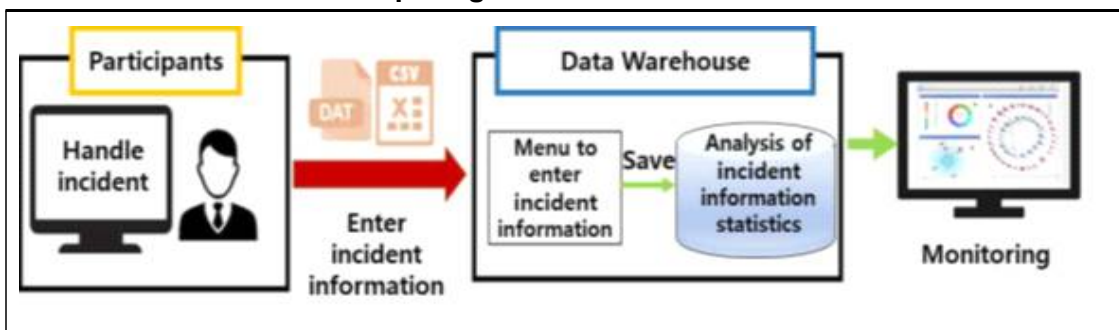 Participants
Handle
incident
DAT
CSV
X
Enter
incident
information
Data Warehouse
Menu to
enter
incident
information
Save
Analysis of
incident
information
statistics
Monitoring